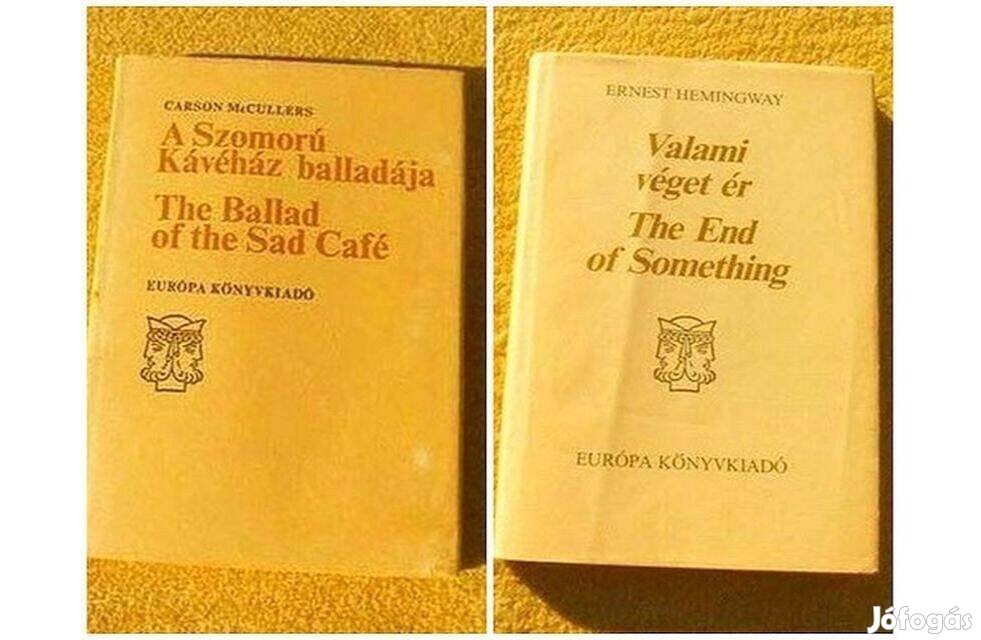 CARSON McCULLERS
A Szomorú
Kávéház balladája
The Ballad
of the Sad Café
EURÓPA KÖNYVKIADÓ
ERNEST HEMINGWAY
Valami
véget ér
The End
of Something
EURÓPA KÖNYVKIADÓ
Jófogás